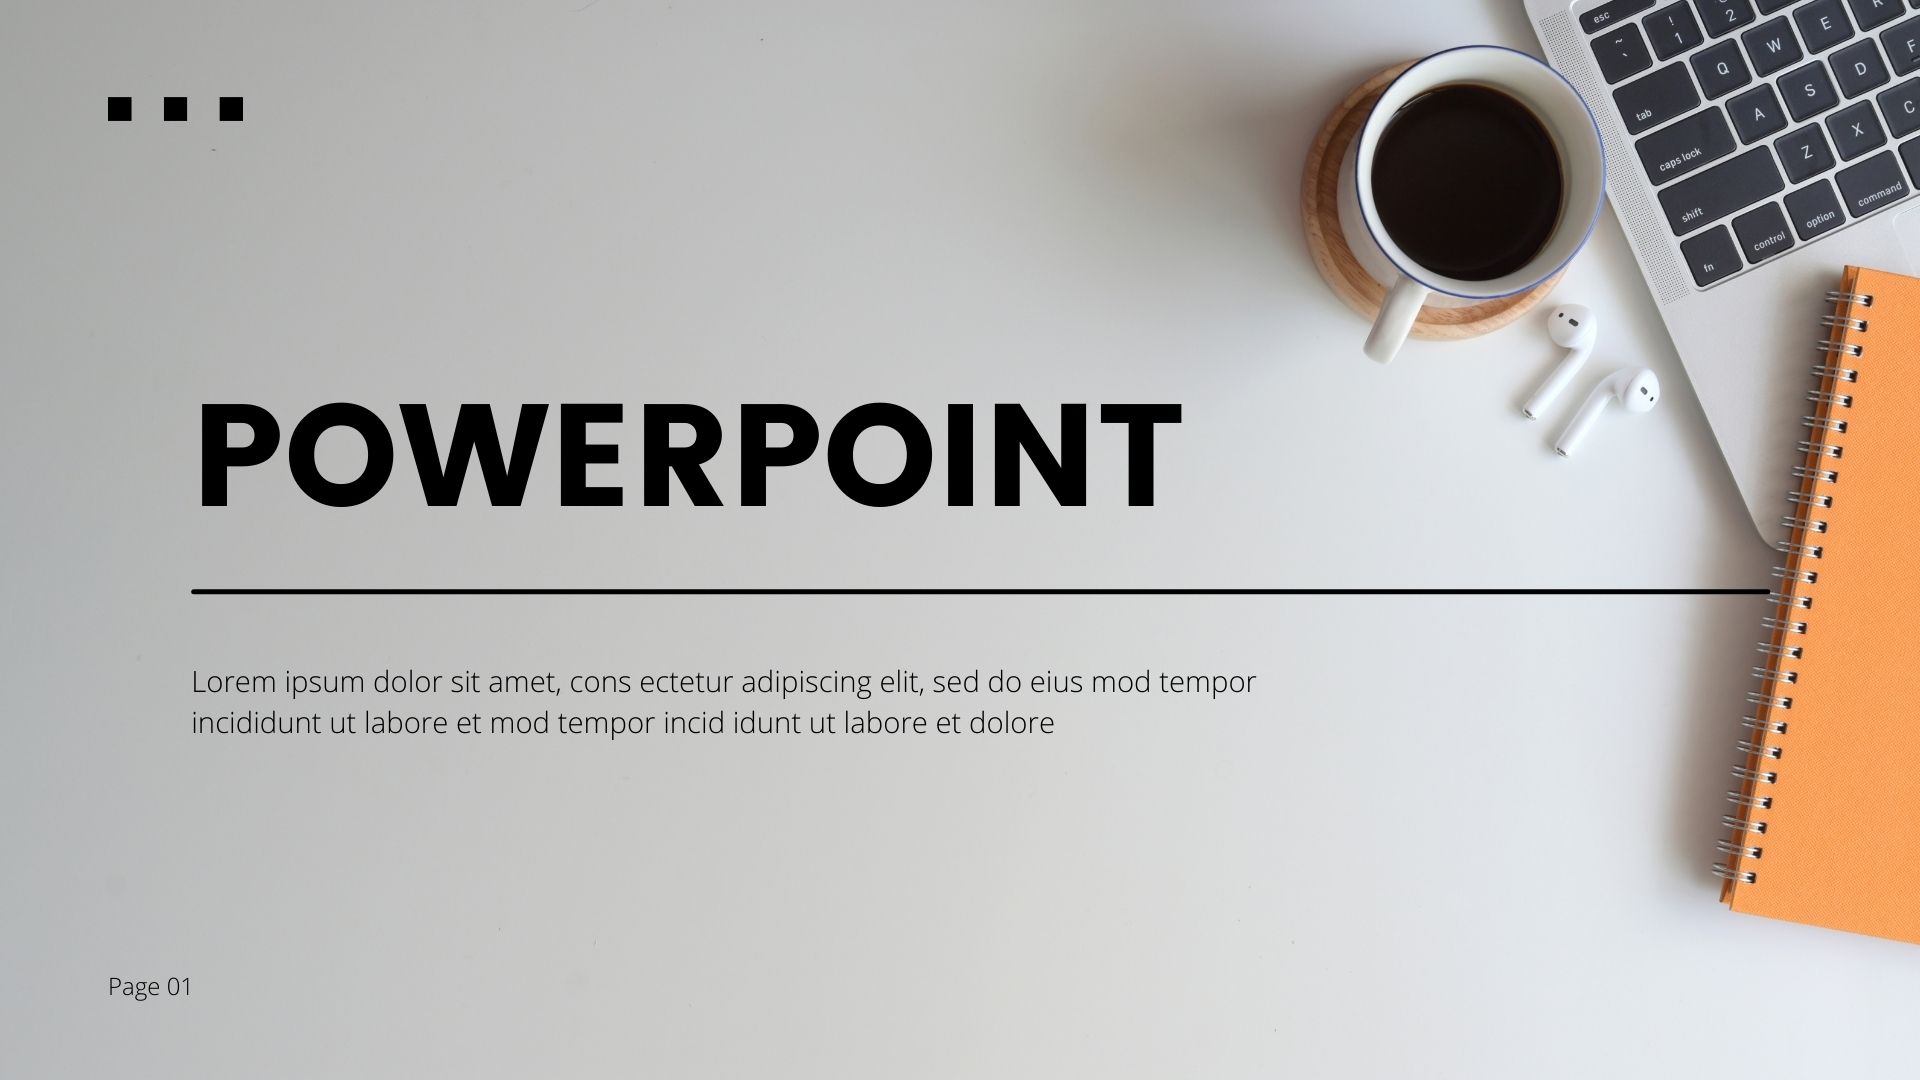 POWERPOINT
Lorem ipsum dolor sit amet, cons ectetur adipiscing elit, sed do eius mod tempor
incididunt ut labore et mod tempor incid idunt ut labore et dolore
Page 01
esc
~ ` ! 1 2
tab Q W E R
caps lock A S D F
shift Z X C
fn control option command